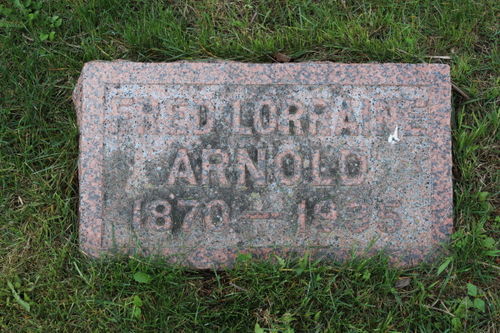 FRED LORRAINE
ARNOLD
1870 — 1935